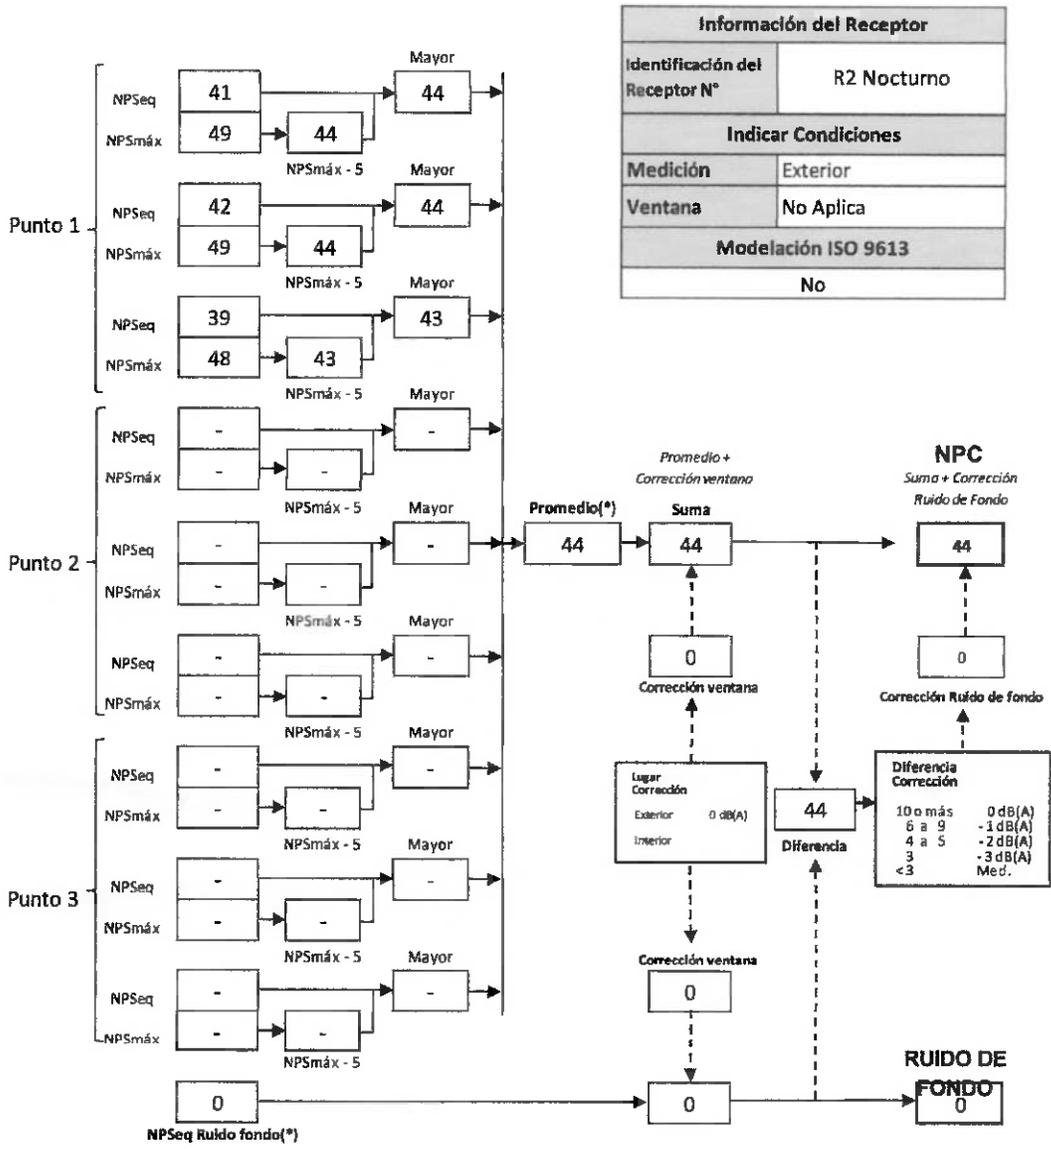 Información del Receptor
Identificación del
Receptor N°
R2 Nocturno
Indicar Condiciones
Medición
Exterior
Ventana
No Aplica
Modelación ISO 9613
No
Punto 1
NPSeq
41
Mayor
44
NPSmáx
49
44
NPSmáx - 5
NPSeq
42
Mayor
44
NPSmáx
49
44
NPSmáx - 5
NPSeq
39
Mayor
43
NPSmáx
48
43
NPSmáx - 5
Punto 2
NPSeq
-
Mayor
-
NPSmáx
-
-
NPSmáx - 5
NPSeq
-
Mayor
-
NPSmáx
-
-
NPSmáx - 5
NPSeq
-
Mayor
-
NPSmáx
-
-
NPSmáx - 5
Punto 3
NPSeq
-
Mayor
-
NPSmáx
-
-
NPSmáx - 5
NPSeq
-
Mayor
-
NPSmáx
-
-
NPSmáx - 5
NPSeq
-
Mayor
-
NPSmáx
-
-
NPSmáx - 5
0
NPSeq Ruido fondo(*)
Promedio(*)
44
Promedio +
Corrección ventana
Suma
44
0
Corrección ventana
Lugar
Corrección
Exterior 0 dB(A)
Interior
Corrección ventana
0
0
44
Diferencia
NPC
Suma + Corrección
Ruido de Fondo
44
0
Corrección Ruido de fondo
Diferencia
Corrección
10 o más 0 dB(A)
6 a 9 -1 dB(A)
4 a 5 -2 dB(A)
3 -3 dB(A)
<3 Med.
RUIDO DE
FONDO
0